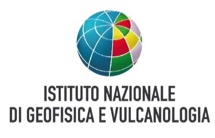 ISTITUTO NAZIONALE
DI GEOFISICA E VULCANOLOGIA